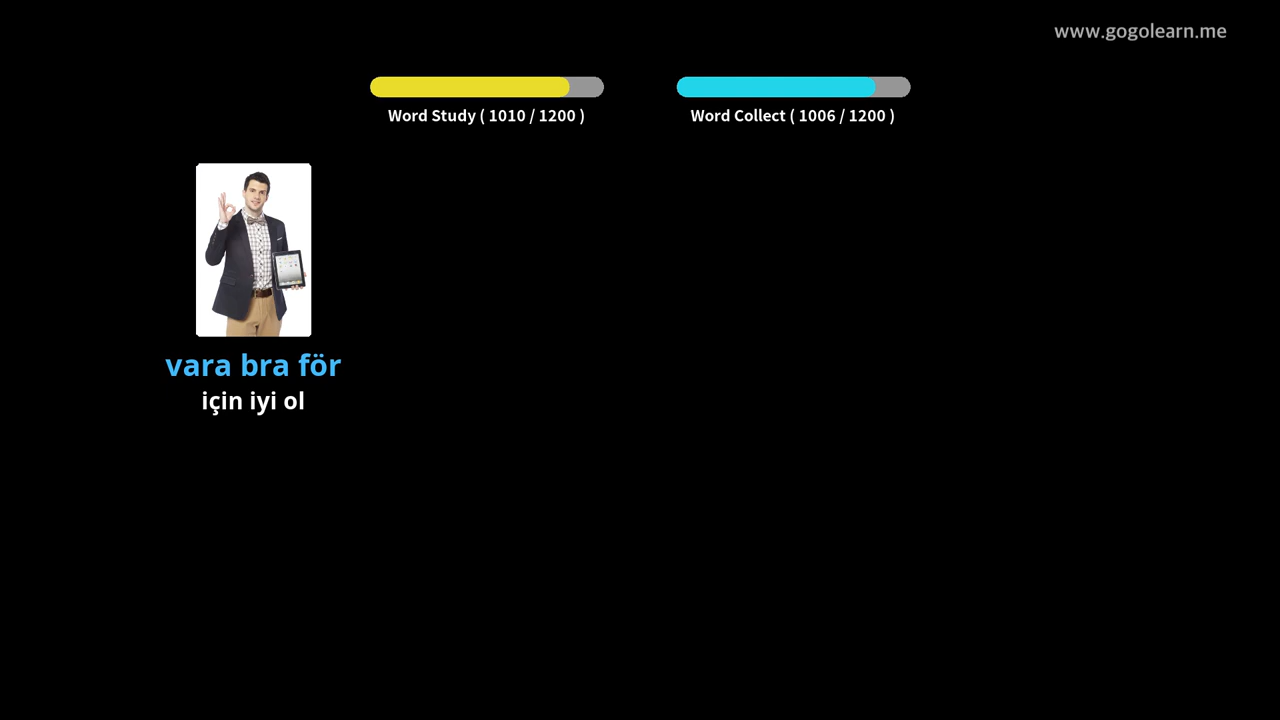 www.gogolearn.me
Word Study ( 1010 / 1200 )
Word Collect ( 1006 / 1200 )
vara bra för
için iyi ol